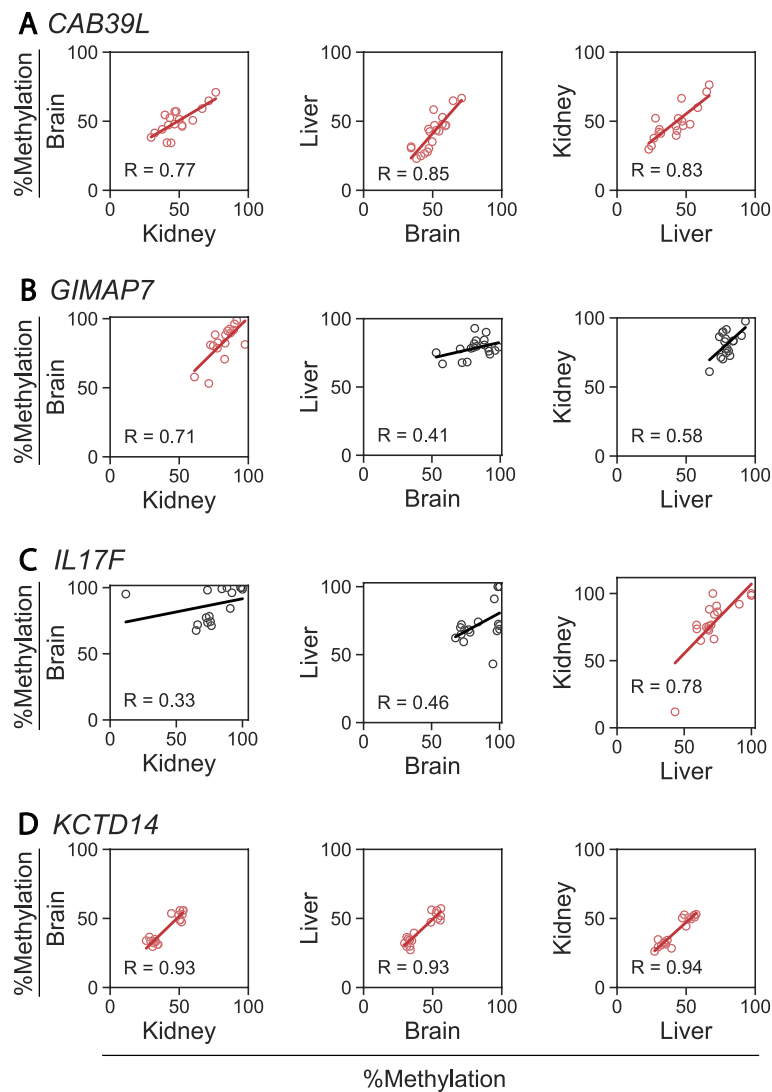 A CAB39L
%Methylation
Brain
100
50
0
R = 0.77
0 50 100
Kidney
Liver
100
50
0
R = 0.85
0 50 100
Brain
Kidney
100
50
0
R = 0.83
0 50 100
Liver
B GIMAP7
%Methylation
Brain
100
50
0
R = 0.71
0 50 100
Kidney
Liver
100
50
0
R = 0.41
0 50 100
Brain
Kidney
100
50
0
R = 0.58
0 50 100
Liver
C IL17F
%Methylation
Brain
100
50
0
R = 0.33
0 50 100
Kidney
Liver
100
50
0
R = 0.46
0 50 100
Brain
Kidney
100
50
0
R = 0.78
0 50 100
Liver
D KCTD14
%Methylation
Brain
100
50
0
R = 0.93
0 50 100
Kidney
Liver
100
50
0
R = 0.93
0 50 100
Brain
Kidney
100
50
0
R = 0.94
0 50 100
Liver
%Methylation